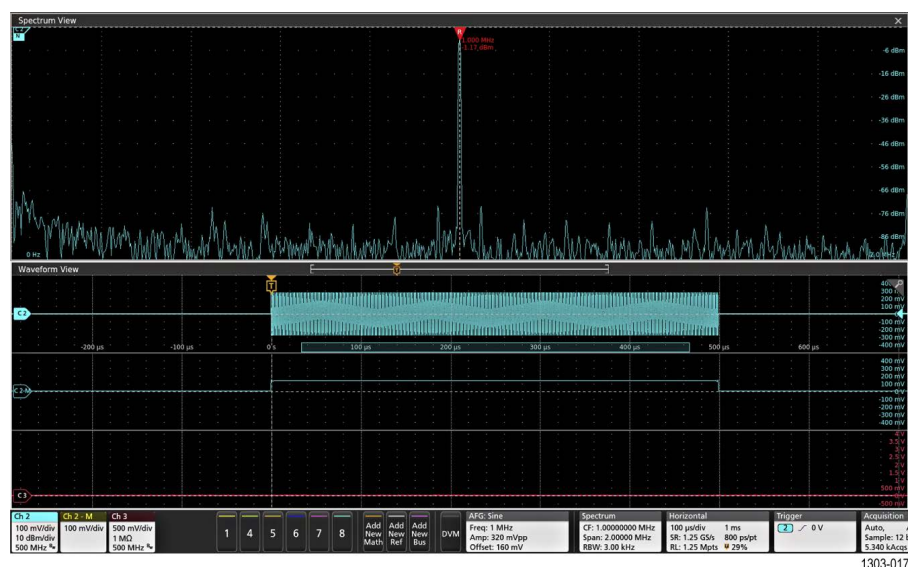 Spectrum View
C2
N
R
1.000 MHz
-1.17 dBm
-6 dBm
-16 dBm
-26 dBm
-36 dBm
-46 dBm
-56 dBm
-66 dBm
-76 dBm
-86 dBm
0 Hz
2.0 MHz
Waveform View
T
T
300 mV
200 mV
100 mV
-100 mV
-200 mV
-300 mV
-400 mV
C 2
-200 µs
-100 µs
0 s
100 µs
200 µs
300 µs
400 µs
500 µs
600 µs
400 mV
300 mV
200 mV
100 mV
0 V
-100 mV
-200 mV
-300 mV
-400 mV
C 2-M
4 V
3.5 V
3 V
2.5 V
2 V
1.5 V
1 V
500 mV
-500 mV
C 3
Ch 2
100 mV/div
10 dBm/div
500 MHz
Ch 2 - M
100 mV/div
Ch 3
500 mV/div
1 MΩ
500 MHz
1 2 3 4 5 6 7 8
Add New Math
Add New Ref
Add New Bus
DVM
AFG: Sine
Freq: 1 MHz
Amp: 320 mVpp
Offset: 160 mV
Spectrum
CF: 1.00000000 MHz
Span: 2.00000 MHz
RBW: 3.00 kHz
Horizontal
100 µs/div 1 ms
SR: 1.25 GS/s 800 ps/pt
RL: 1.25 Mpts 29%
Trigger
2 0 V
Acquisition
Auto,
Sample: 12 b
5.340 kAcqs
1303-017